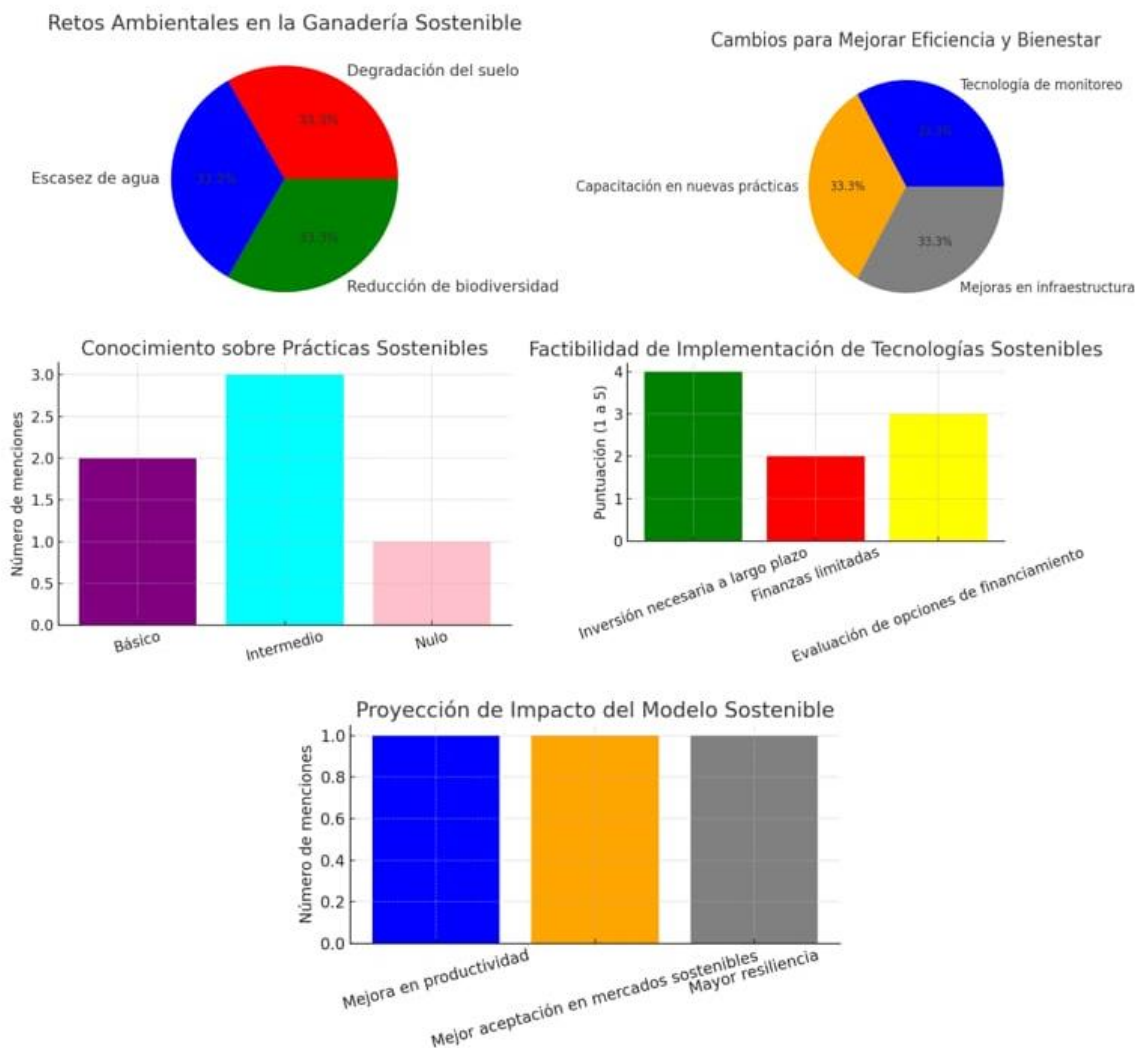 Retos Ambientales en la Ganadería Sostenible
Degradación del suelo
33.3%
Escasez de agua
33.3%
33.3%
Reducción de biodiversidad
Cambios para Mejorar Eficiencia y Bienestar
Tecnología de monitoreo
33.3%
Capacitación en nuevas prácticas
33.3%
33.3%
Mejoras en infraestructura
Conocimiento sobre Prácticas Sostenibles
Número de menciones
3.0
2.5
2.0
1.5
1.0
0.5
0.0
Básico
Intermedio
Nulo
Factibilidad de Implementación de Tecnologías Sostenibles
Puntuación (1 a 5)
4
3
2
1
0
Inversión necesaria a largo plazo
Finanzas limitadas
Evaluación de opciones de financiamiento
Proyección de Impacto del Modelo Sostenible
Número de menciones
1.0
0.8
0.6
0.4
0.2
0.0
Mejora en productividad
Mejor aceptación en mercados sostenibles
Mayor resiliencia